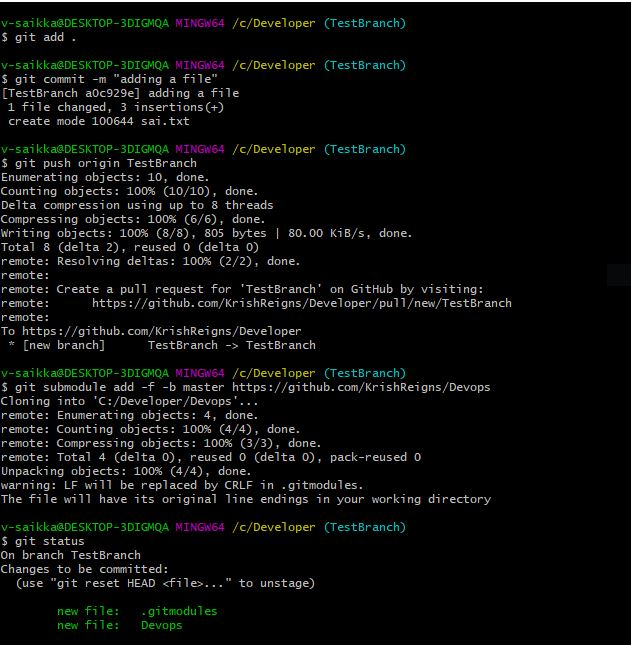 v-saikka@DESKTOP-3DIGMQA MINGW64 /c/Developer (TestBranch)
$ git add .
v-saikka@DESKTOP-3DIGMQA MINGW64 /c/Developer (TestBranch)
$ git commit -m "adding a file"
[TestBranch a0c929e] adding a file
 1 file changed, 3 insertions(+)
 create mode 100644 sai.txt
v-saikka@DESKTOP-3DIGMQA MINGW64 /c/Developer (TestBranch)
$ git push origin TestBranch
Enumerating objects: 10, done.
Counting objects: 100% (10/10), done.
Delta compression using up to 8 threads
Compressing objects: 100% (6/6), done.
Writing objects: 100% (8/8), 805 bytes | 80.00 KiB/s, done.
Total 8 (delta 2), reused 0 (delta 0)
remote: Resolving deltas: 100% (2/2), done.
remote:
remote: Create a pull request for 'TestBranch' on GitHub by visiting:
remote:      https://github.com/KrishReigns/Developer/pull/new/TestBranch
remote:
To https://github.com/KrishReigns/Developer
 * [new branch]      TestBranch -> TestBranch
v-saikka@DESKTOP-3DIGMQA MINGW64 /c/Developer (TestBranch)
$ git submodule add -f -b master https://github.com/KrishReigns/Devops
Cloning into 'C:/Developer/Devops'...
remote: Enumerating objects: 4, done.
remote: Counting objects: 100% (4/4), done.
remote: Compressing objects: 100% (3/3), done.
remote: Total 4 (delta 0), reused 0 (delta 0), pack-reused 0
Unpacking objects: 100% (4/4), done.
warning: LF will be replaced by CRLF in .gitmodules.
The file will have its original line endings in your working directory
v-saikka@DESKTOP-3DIGMQA MINGW64 /c/Developer (TestBranch)
$ git status
On branch TestBranch
Changes to be committed:
  (use "git reset HEAD <file>..." to unstage)
        new file:   .gitmodules
        new file:   Devops